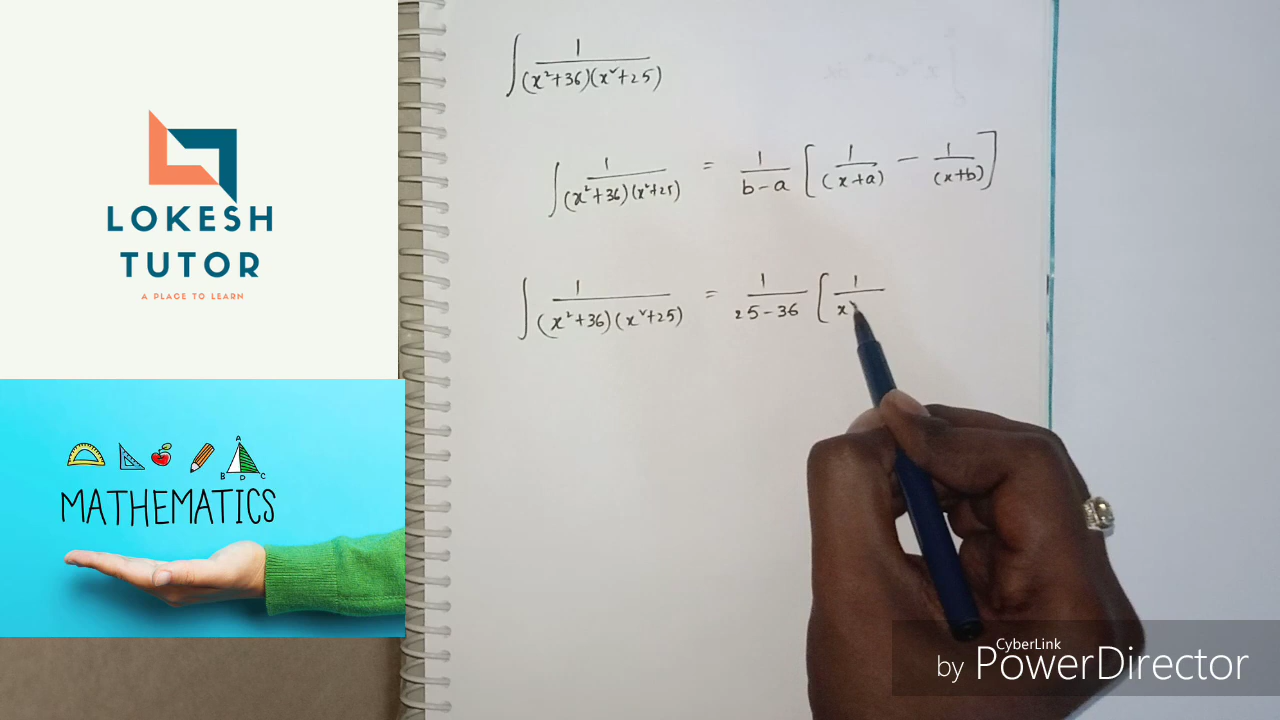 LOKESH
TUTOR
A PLACE TO LEARN
A
B D C
MATHEMATICS
∫ 1/((x²+36)(x²+25))
∫ 1/((x²+36)(x²+25)) = 1/(b-a) [1/(x+a) - 1/(x+b)]
∫ 1/((x²+36)(x²+25)) = 1/(25-36) [1/x
CyberLink
by PowerDirector